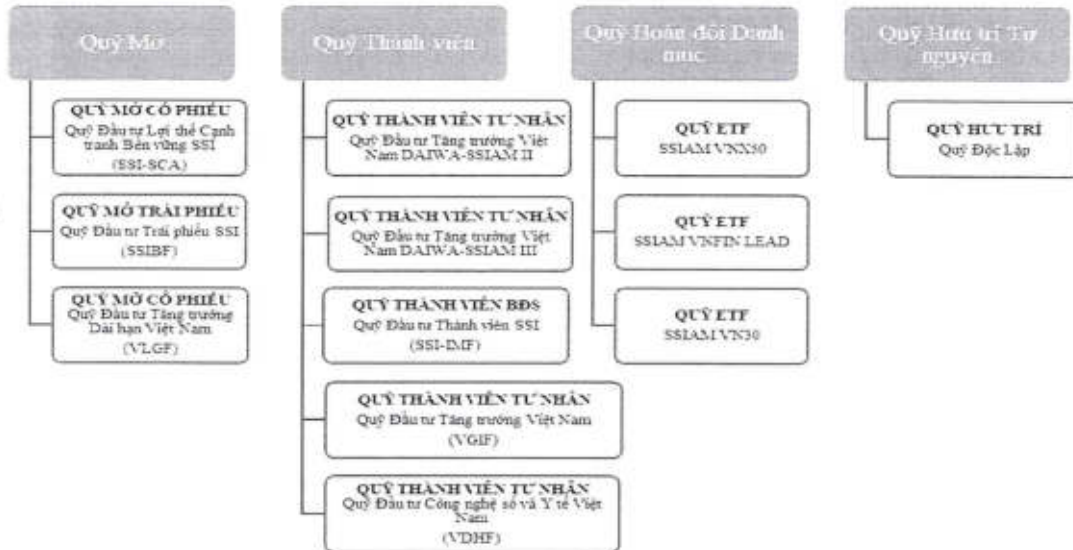 Quỹ Mở
QUỸ MỞ CỔ PHIẾU
Quỹ Đầu tư Lợi thế Cạnh
tranh Bền vững SSI
(SSI-SCA)
QUỸ MỞ TRÁI PHIẾU
Quỹ Đầu tư Trái phiếu SSI
(SSIBF)
QUỸ MỞ CỔ PHIẾU
Quỹ Đầu tư Tăng trưởng
Dài hạn Việt Nam
(VLGF)
Quỹ Thành viên
QUỸ THÀNH VIÊN TƯ NHÂN
Quỹ Đầu tư Tăng trưởng Việt
Nam DAIWA-SSIAM II
QUỸ THÀNH VIÊN TƯ NHÂN
Quỹ Đầu tư Tăng trưởng Việt
Nam DAIWA-SSIAM III
QUỸ THÀNH VIÊN BĐS
Quỹ Đầu tư Thành viên SSI
(SSI-IMF)
QUỸ THÀNH VIÊN TƯ NHÂN
Quỹ Đầu tư Tăng trưởng Việt Nam
(VGIF)
QUỸ THÀNH VIÊN TƯ NHÂN
Quỹ Đầu tư Công nghệ số và Y tế Việt
Nam
(VDHF)
Quỹ Hoán đổi Danh
mục
QUỸ ETF
SSIAM VNX50
QUỸ ETF
SSIAM VNFIN LEAD
QUỸ ETF
SSIAM VN30
Quỹ Hưu trí Tự
nguyện
QUỸ HƯU TRÍ
Quỹ Độc Lập